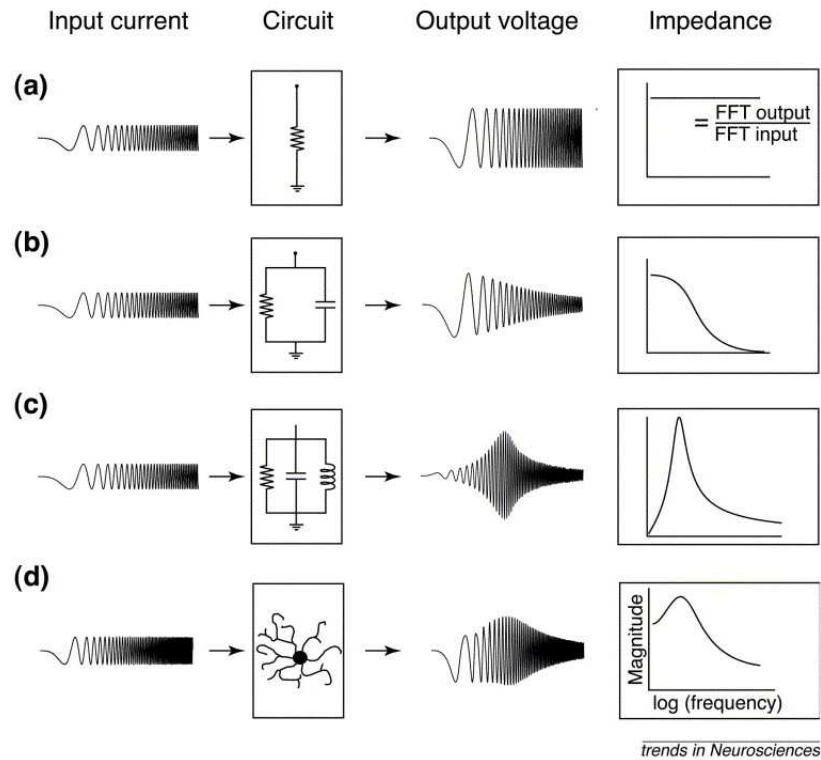 Input current Circuit Output voltage Impedance
(a)
= FFT output
FFT input
(b)
(c)
(d)
Magnitude
log (frequency)
trends in Neurosciences